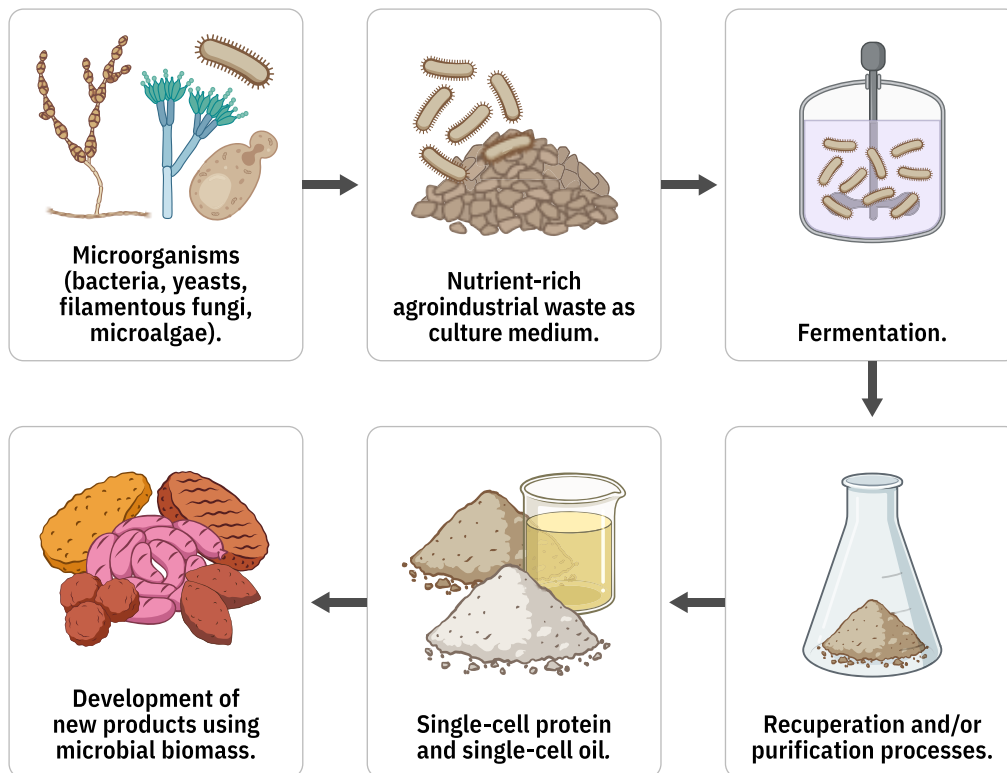 Microorganisms
(bacteria, yeasts,
filamentous fungi,
microalgae).
Nutrient-rich
agroindustrial waste as
culture medium.
Fermentation.
Recuperation and/or
purification processes.
Single-cell protein
and single-cell oil.
Development of
new products using
microbial biomass.